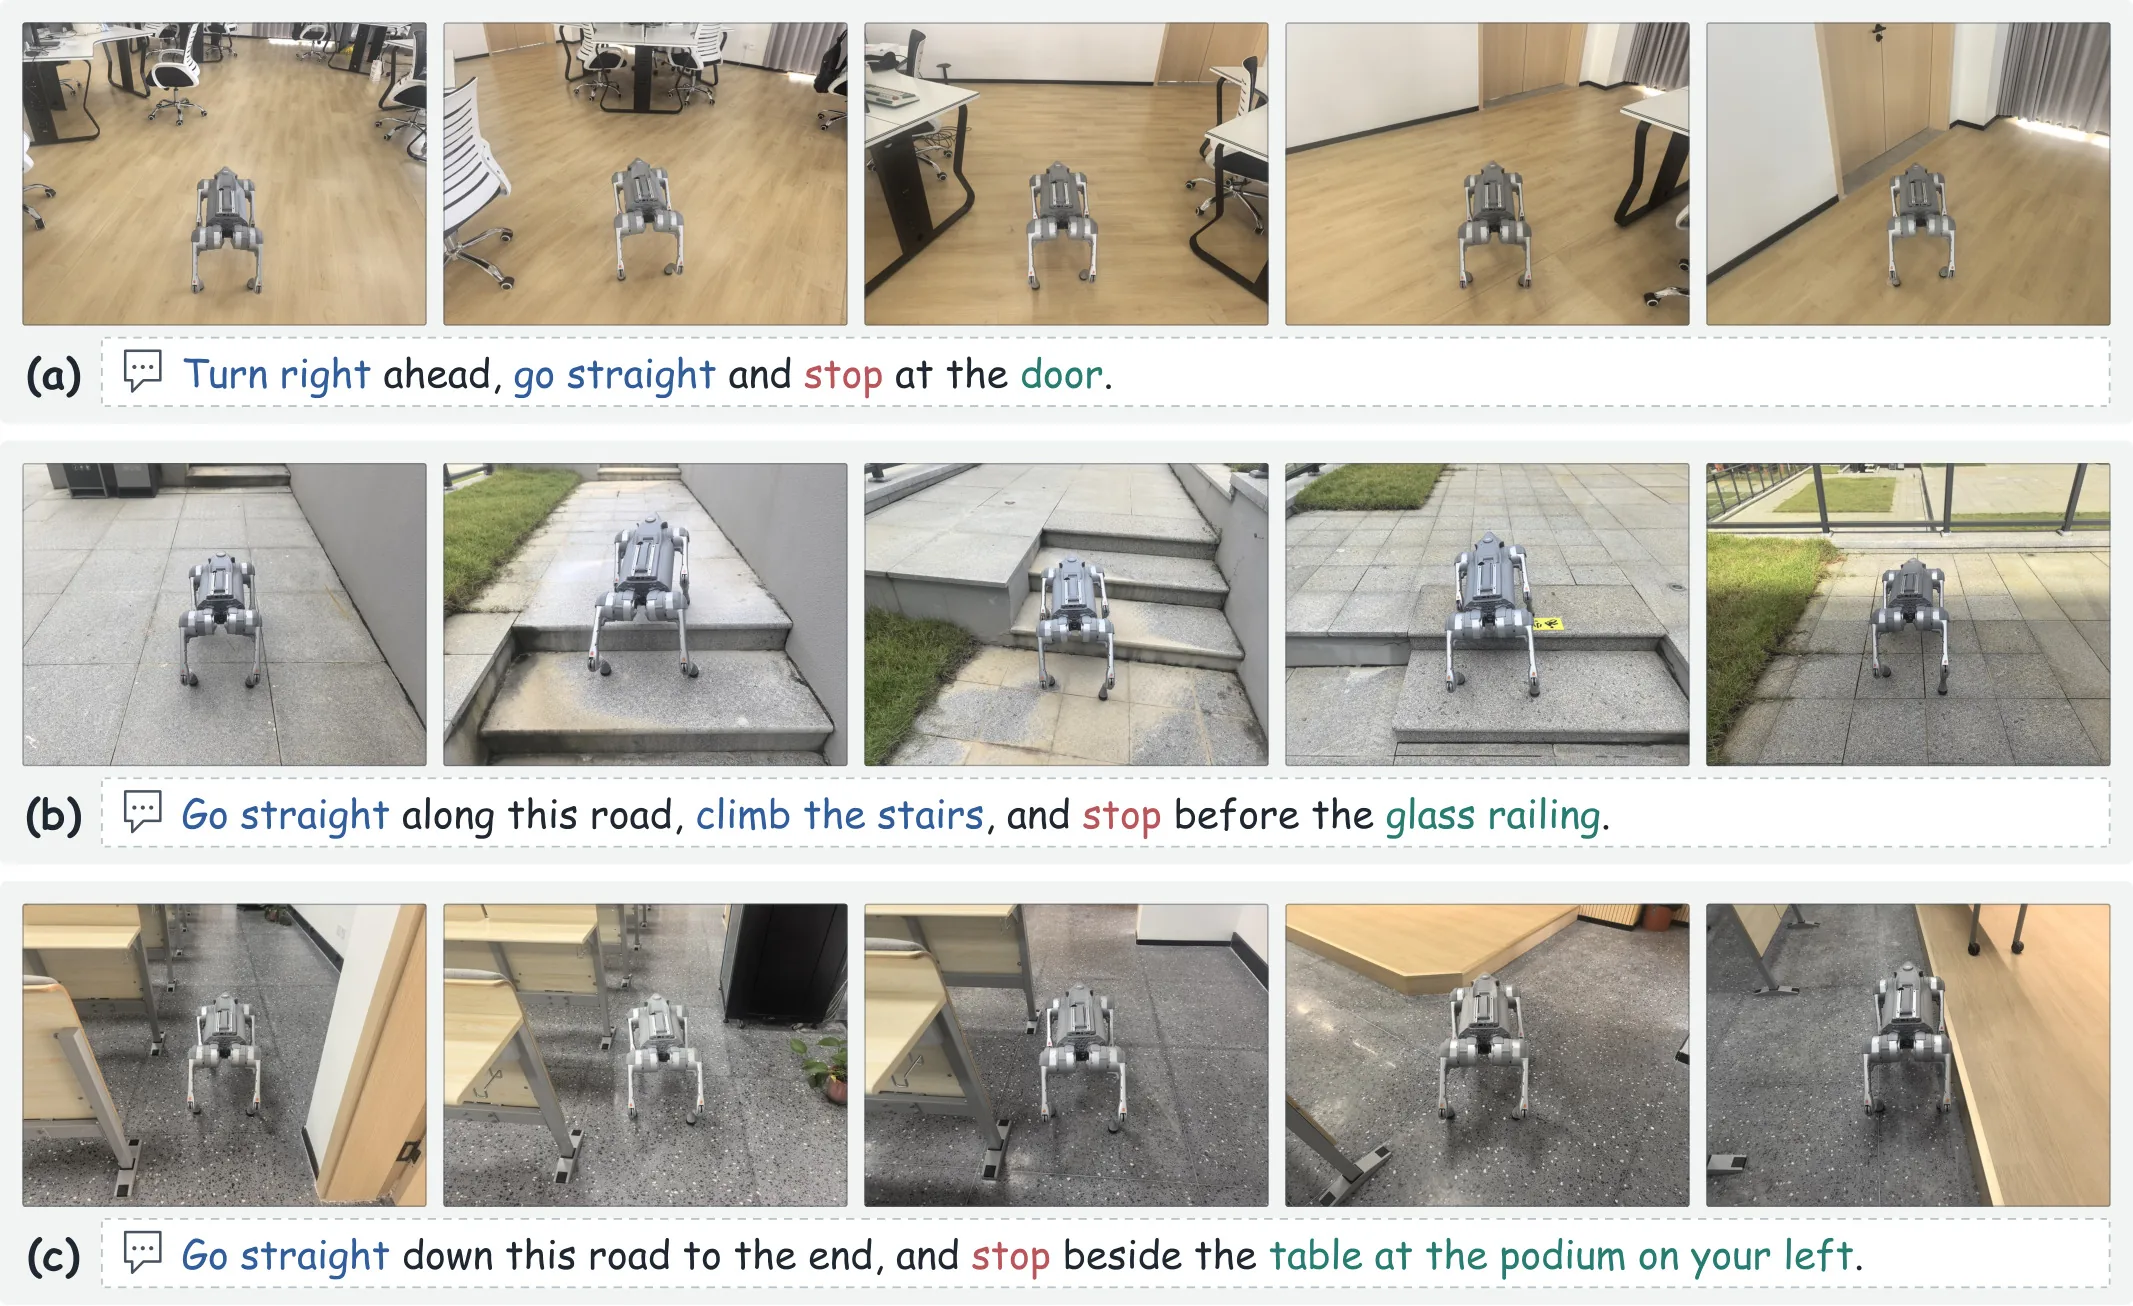 (a) Turn right ahead, go straight and stop at the door.
(b) Go straight along this road, climb the stairs, and stop before the glass railing.
(c) Go straight down this road to the end, and stop beside the table at the podium on your left.